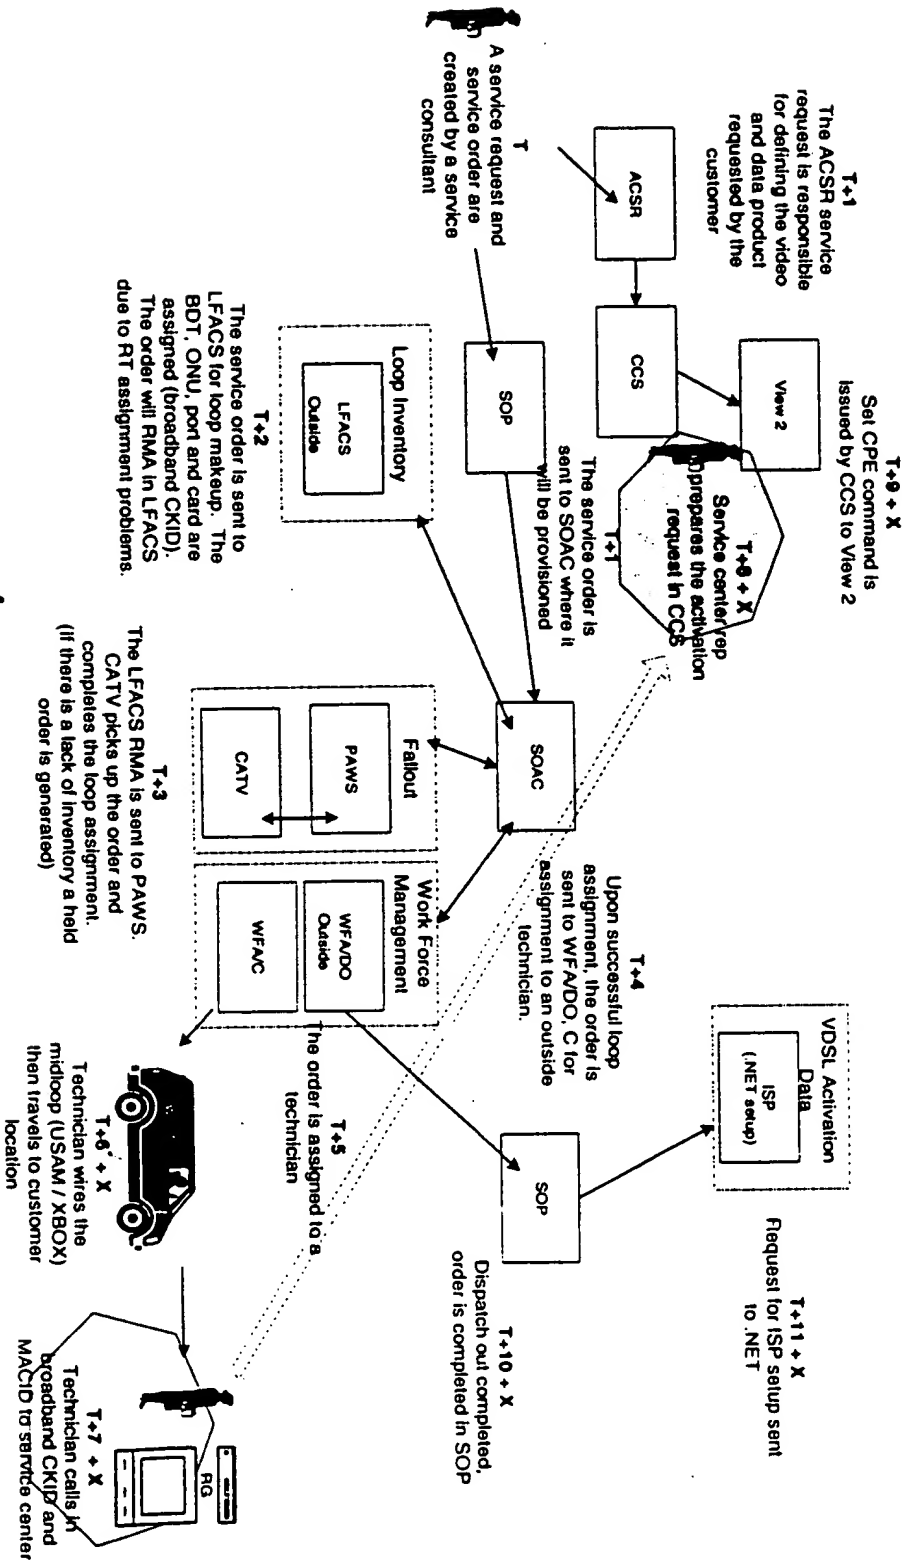 T+1
The ACSR service
request is responsible
for defining the video
and data product
requested by the
customer
T+9 + X
Set CPE command is
issued by CCS to View 2
View 2
ACSR
CCS
T+8 + X
Service center rep
prepares the activation
request in CCS
T
A service request and
service order are
created by a service
consultant
SOP
T+1
The service order is
sent to SOAC where it
will be provisioned
SOAC
Loop Inventory
LFACS
Outside
T+2
The service order is sent to
LFACS for loop makeup. The
BDT, ONU, port and card are
assigned (broadband CKID).
The order will RMA in LFACS
due to RT assignment problems.
Fallout
PAWS
CATV
T+3
The LFACS RMA is sent to PAWS.
CATV picks up the order and
completes the loop assignment.
(If there is a lack of inventory a held
order is generated)
T+4
Upon successful loop
assignment, the order is
sent to WFA/DO, C for
assignment to an outside
technician.
Work Force
Management
WFA/DO
Outside
WFA/C
T+5
The order is assigned to a
technician
T+6 + X
Technician wires the
midloop (USAM / XBOX)
then travels to customer
location
RG
T+7 + X
Technician calls in
broadband CKID and
MACID to service center
SOP
T+10 + X
Dispatch out completed,
order is completed in SOP
VDSL Activation
Data
ISP
(.NET setup)
T+11 + X
Request for ISP setup sent
to .NET